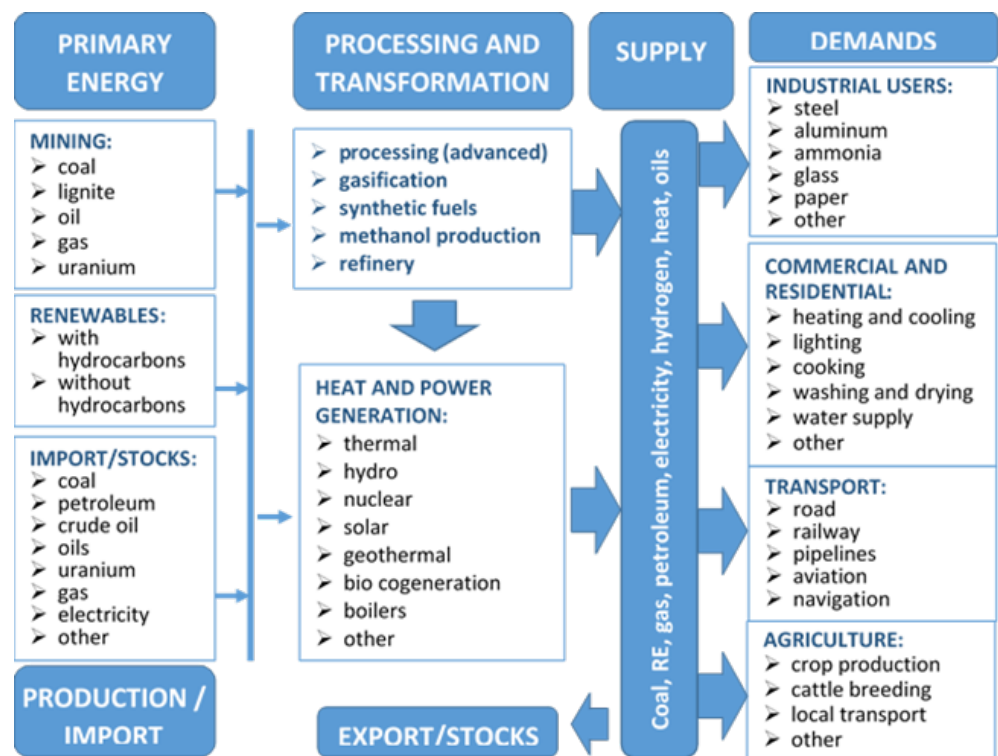 PRIMARY
ENERGY
MINING:
coal
lignite
oil
gas
uranium
RENEWABLES:
with
hydrocarbons
without
hydrocarbons
IMPORT/STOCKS:
coal
petroleum
crude oil
oils
uranium
gas
electricity
other
PRODUCTION /
IMPORT
PROCESSING AND
TRANSFORMATION
processing (advanced)
gasification
synthetic fuels
methanol production
refinery
HEAT AND POWER
GENERATION:
thermal
hydro
nuclear
solar
geothermal
bio cogeneration
boilers
other
EXPORT/STOCKS
SUPPLY
Coal, RE, gas, petroleum, electricity, hydrogen, heat, oils
DEMANDS
INDUSTRIAL USERS:
steel
aluminum
ammonia
glass
paper
other
COMMERCIAL AND
RESIDENTIAL:
heating and cooling
lighting
cooking
washing and drying
water supply
other
TRANSPORT:
road
railway
pipelines
aviation
navigation
AGRICULTURE:
crop production
cattle breeding
local transport
other